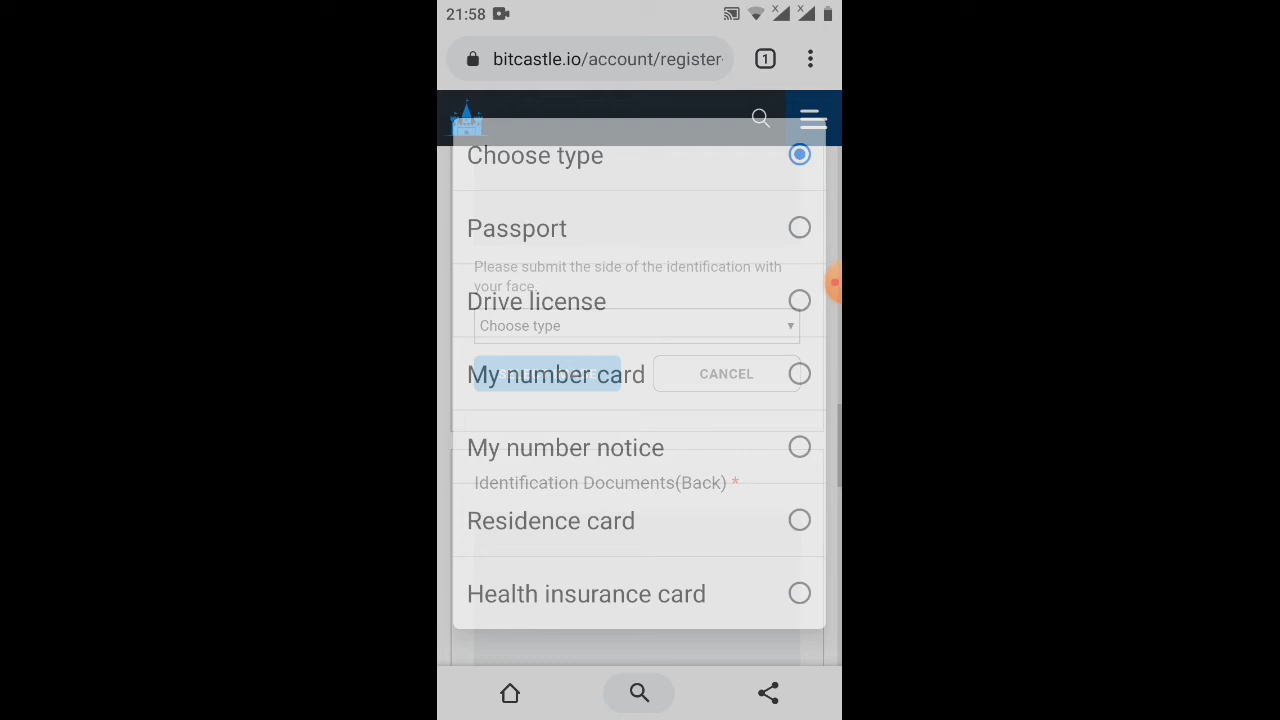 21:58
bitcastle.io/account/register
1
Choose type
Passport
Please submit the side of the identification with
your face.
Drive license
Choose type
My number card
CANCEL
My number notice
Identification Documents(Back) *
Residence card
Health insurance card